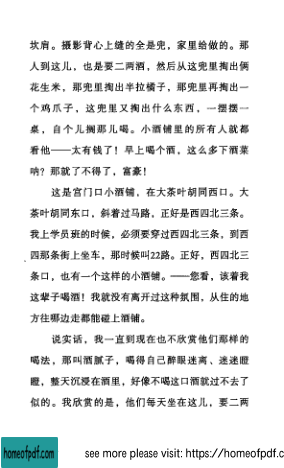 坎肩。摄影背心上缝的全是兜，家里给做的。那
人到这儿，也是要二两酒，然后从这兜里掏出俩
花生米，那兜里掏出半拉橘子，那兜里再掏出一
个鸡爪子，这兜里又掏出什么东西，一摆一摆一
桌，自个儿搁那儿喝。小酒铺里的所有人就都
看他——太有钱了！早上喝个酒，这么多下酒菜
呐？那就了不得了，富豪！
这是宫门口小酒铺，在大茶叶胡同西口。大
茶叶胡同东口，斜着过马路，正好是西四北三条。
我上学员班的时候，必须要穿过西四北三条，到西
四那条街上坐车，那时候叫22路。正好，西四北三
条口，也有一个这样的小酒铺。——您看，该着我
这辈子喝酒！我就没有离开过这种氛围，从住的地
方往哪边走都能碰上酒铺。
说实话，我一直到现在也不欣赏他们那样的
喝法，那叫酒腻子，喝得自己醉眼迷离、迷迷瞪
瞪，整天沉浸在酒里，好像不喝这口酒就过不去了
似的。我欣赏的是，他们每天坐在这儿，要二两
homeofpdf.com
see more please visit: https://homeofpdf.com